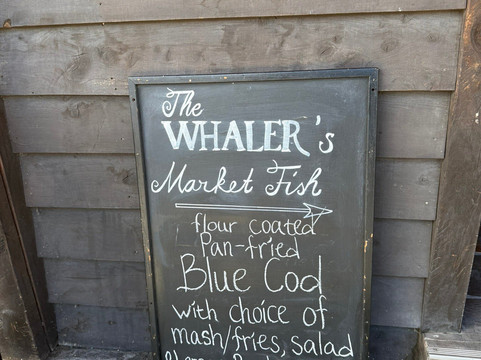 The
WHALER's
Market Fish
flour coated
Pan-fried
Blue Cod
with choice of
mash/fries, salad